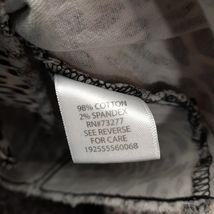 98% COTTON
2% SPANDEX
RN#73277
SEE REVERSE
FOR CARE
192555560068